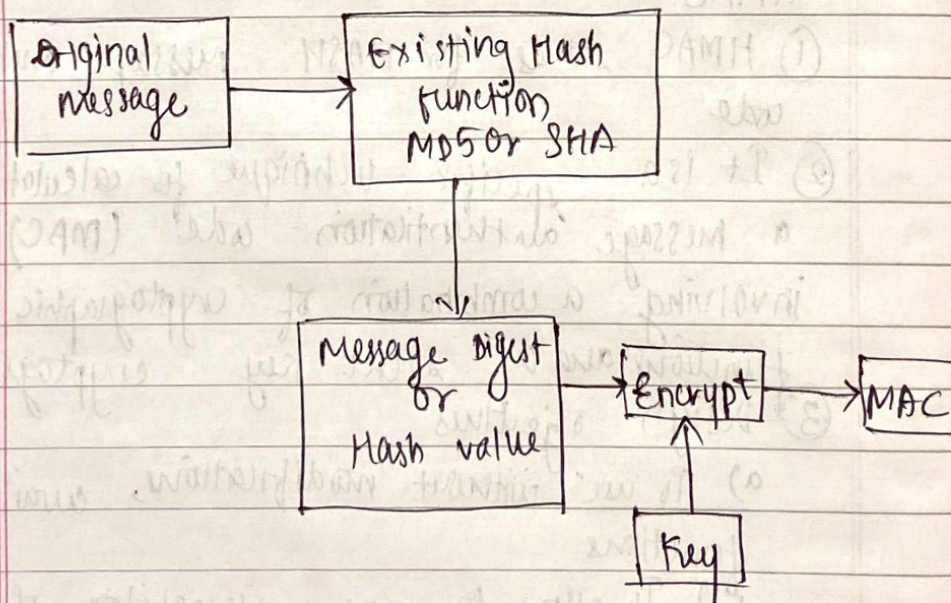 Original
Message
Existing Hash
function
MD5 or SHA
Message Digest
or
Hash value
Encrypt
MAC
Key